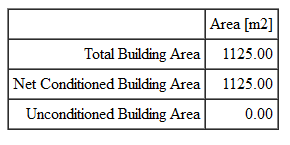 Area [m2]
Total Building Area 1125.00
Net Conditioned Building Area 1125.00
Unconditioned Building Area 0.00